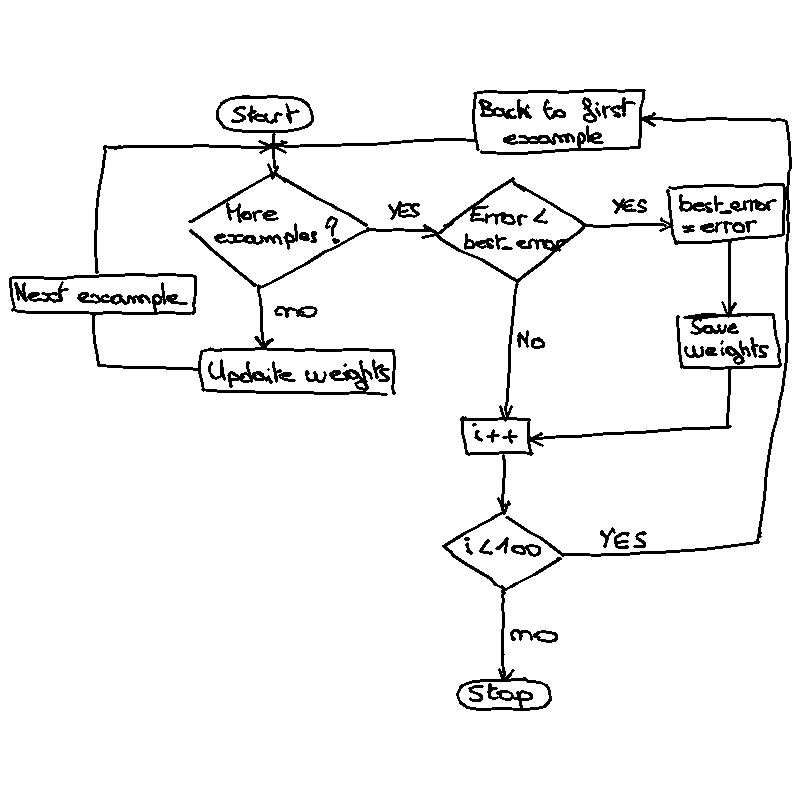 Start
Back to first
example
More
examples?
YES
Error <
best_error
YES
best_error
= error
Next example
no
Update weights
No
Save
weights
i++
i<100
YES
no
Stop